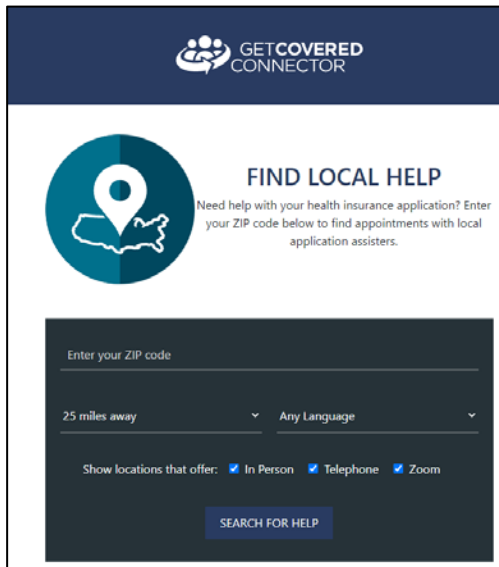 GETCOVERED
CONNECTOR
FIND LOCAL HELP
Need help with your health insurance application? Enter
your ZIP code below to find appointments with local
application assisters.
Enter your ZIP code
25 miles away Any Language
Show locations that offer: In Person Telephone Zoom
SEARCH FOR HELP